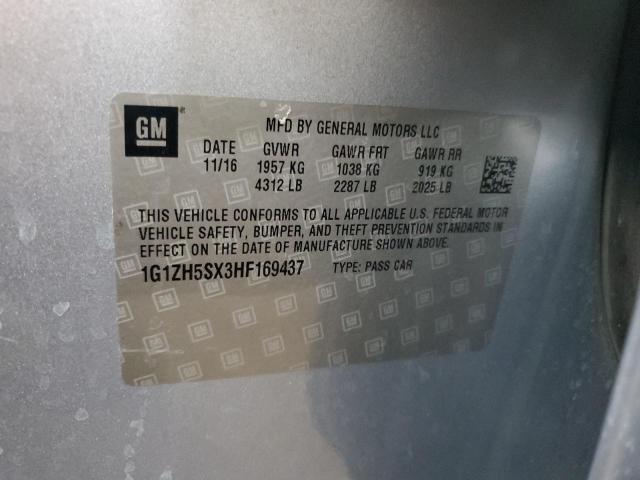 GM
MFD BY GENERAL MOTORS LLC
DATE GVWR GAWR FRT GAWR RR
11/16 1957 KG 1038 KG 919 KG
4312 LB 2287 LB 2025 LB
THIS VEHICLE CONFORMS TO ALL APPLICABLE U.S. FEDERAL MOTOR
VEHICLE SAFETY, BUMPER, AND THEFT PREVENTION STANDARDS IN
EFFECT ON THE DATE OF MANUFACTURE SHOWN ABOVE.
1G1ZH5SX3HF169437 TYPE: PASS CAR